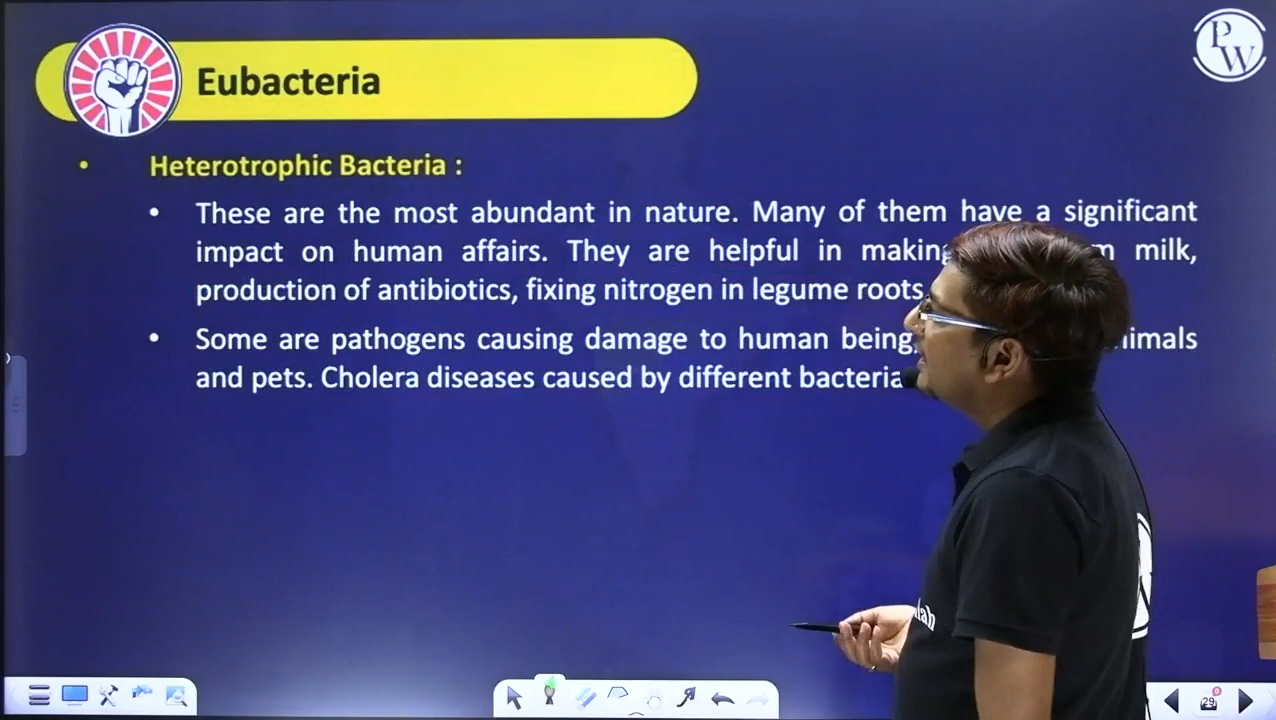 PW
Eubacteria
• Heterotrophic Bacteria :
• These are the most abundant in nature. Many of them have a significant
impact on human affairs. They are helpful in making milk,
production of antibiotics, fixing nitrogen in legume roots
• Some are pathogens causing damage to human being,
and pets. Cholera diseases caused by different bacteria
29